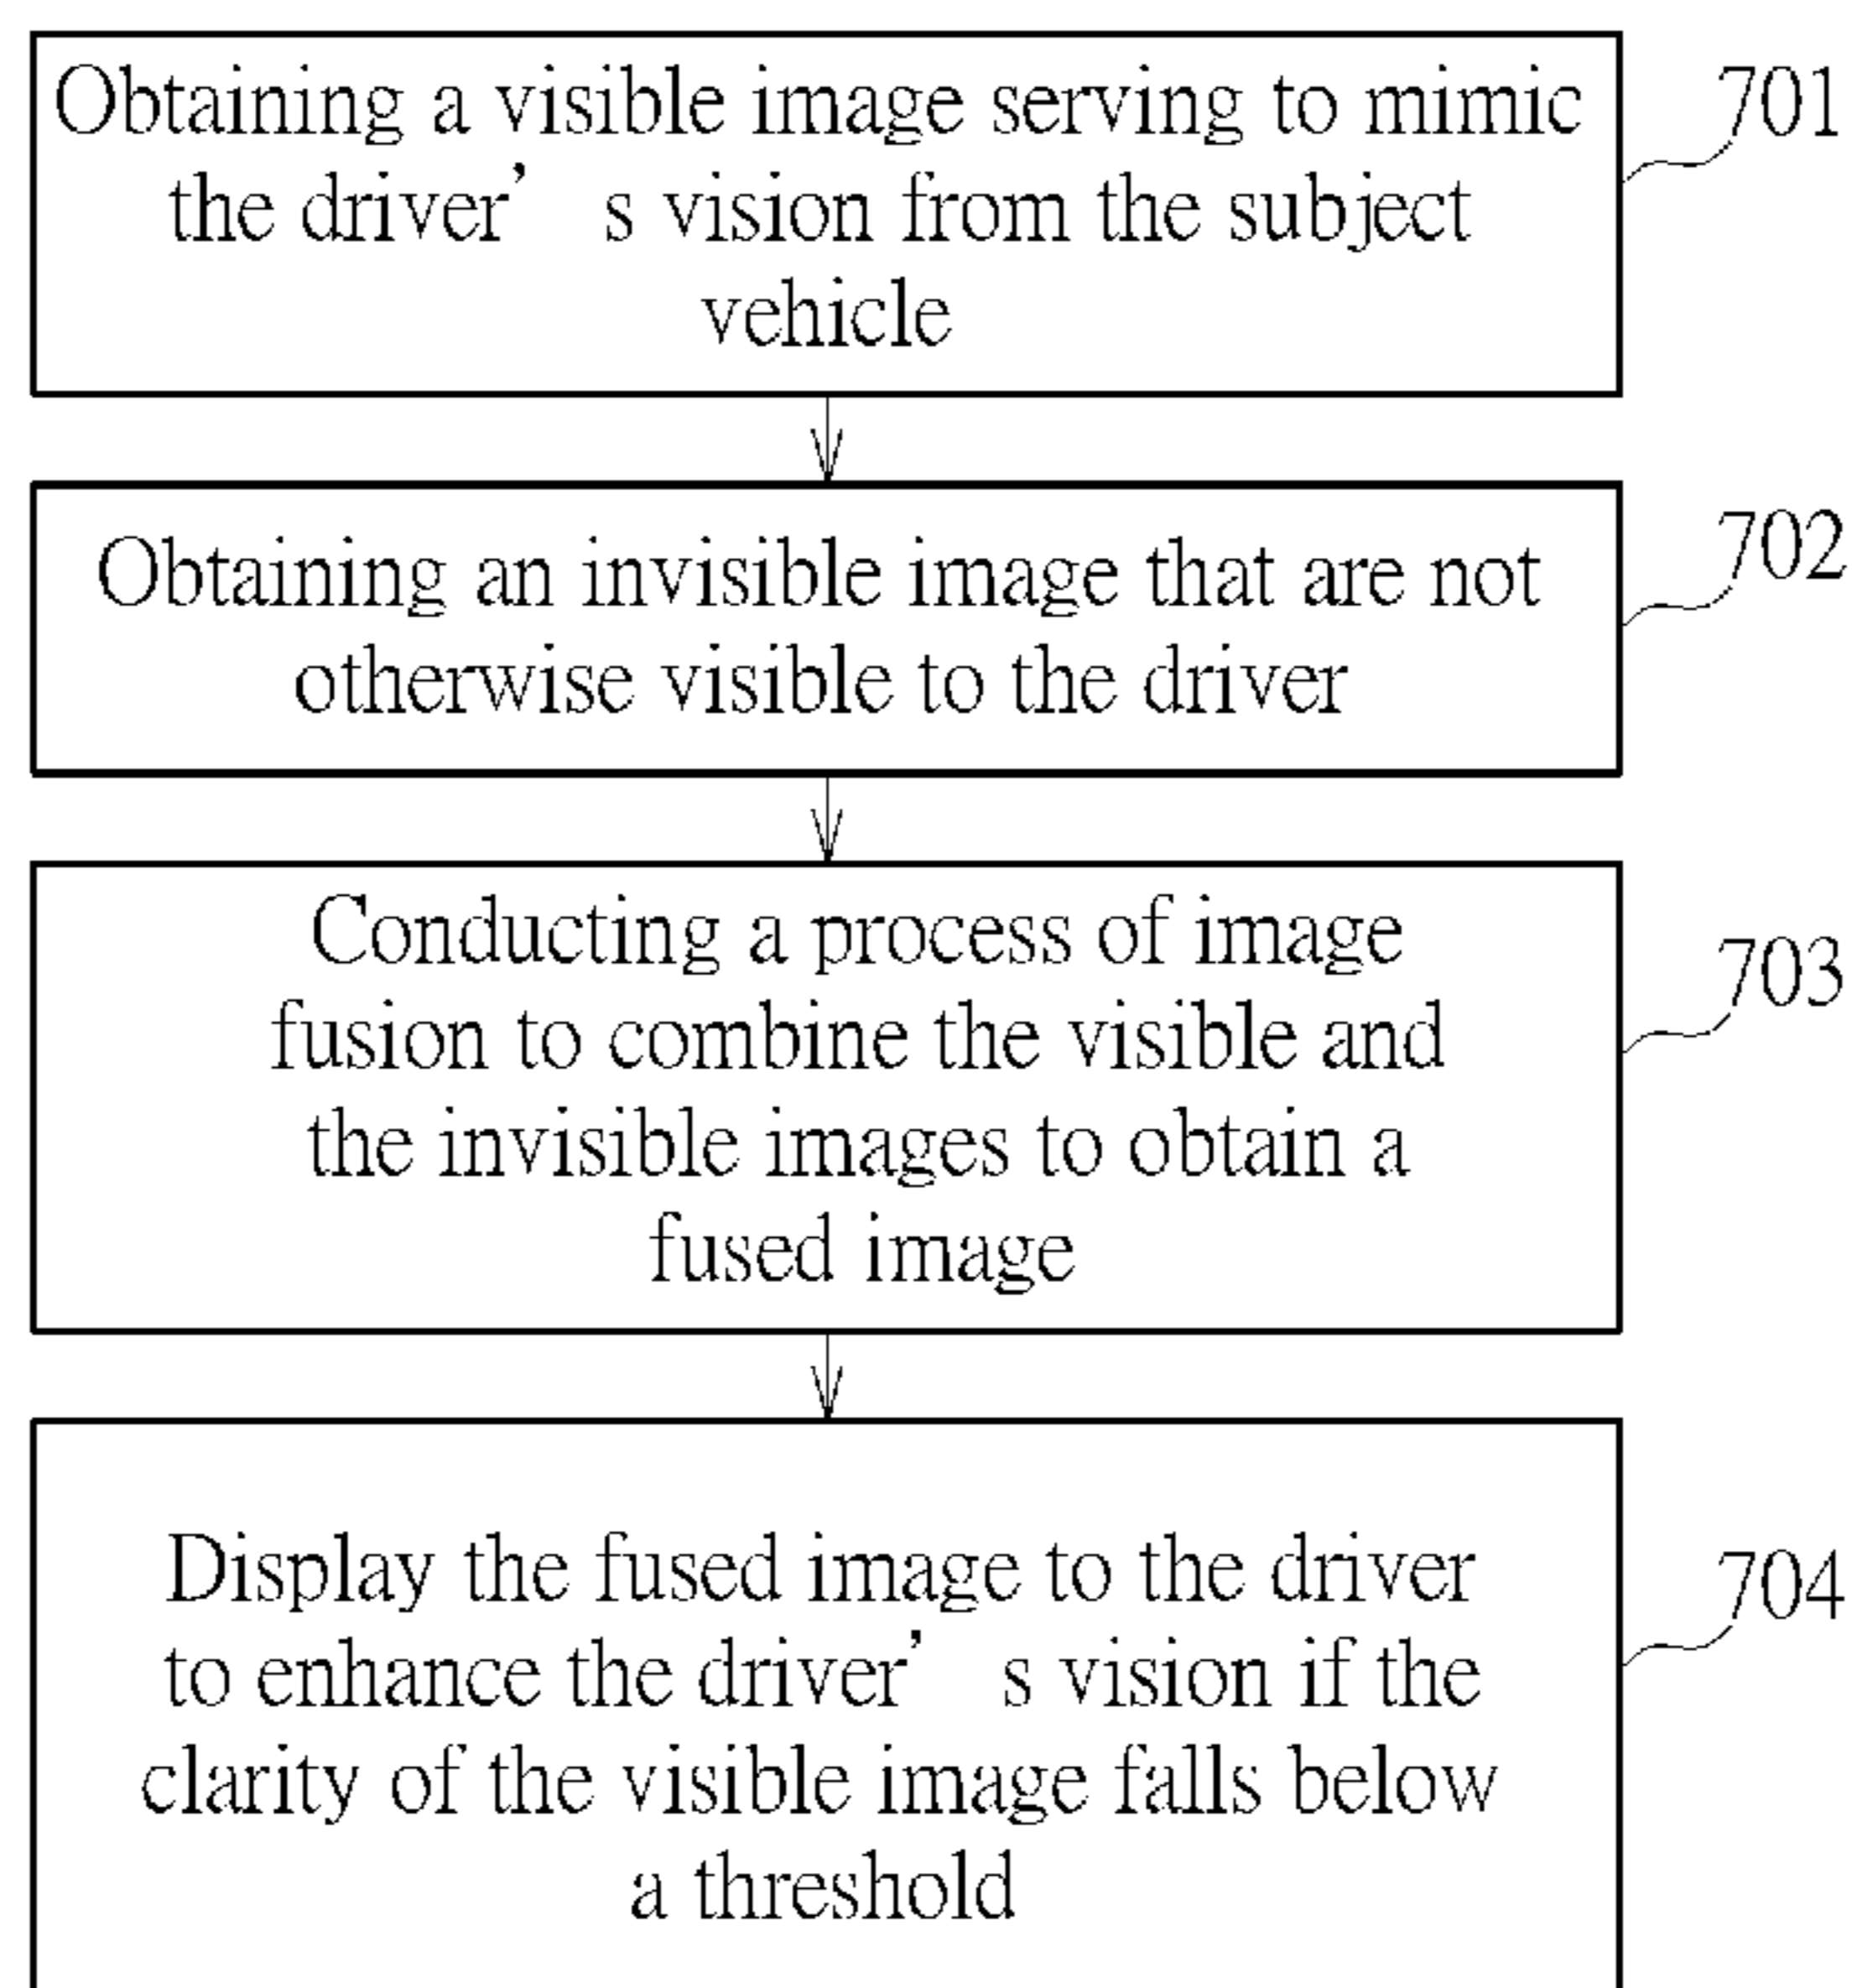 Obtaining a visible image serving to mimic
the driver’ s vision from the subject
vehicle
701
Obtaining an invisible image that are not
otherwise visible to the driver
702
Conducting a process of image
fusion to combine the visible and
the invisible images to obtain a
fused image
703
Display the fused image to the driver
to enhance the driver’ s vision if the
clarity of the visible image falls below
a threshold
704